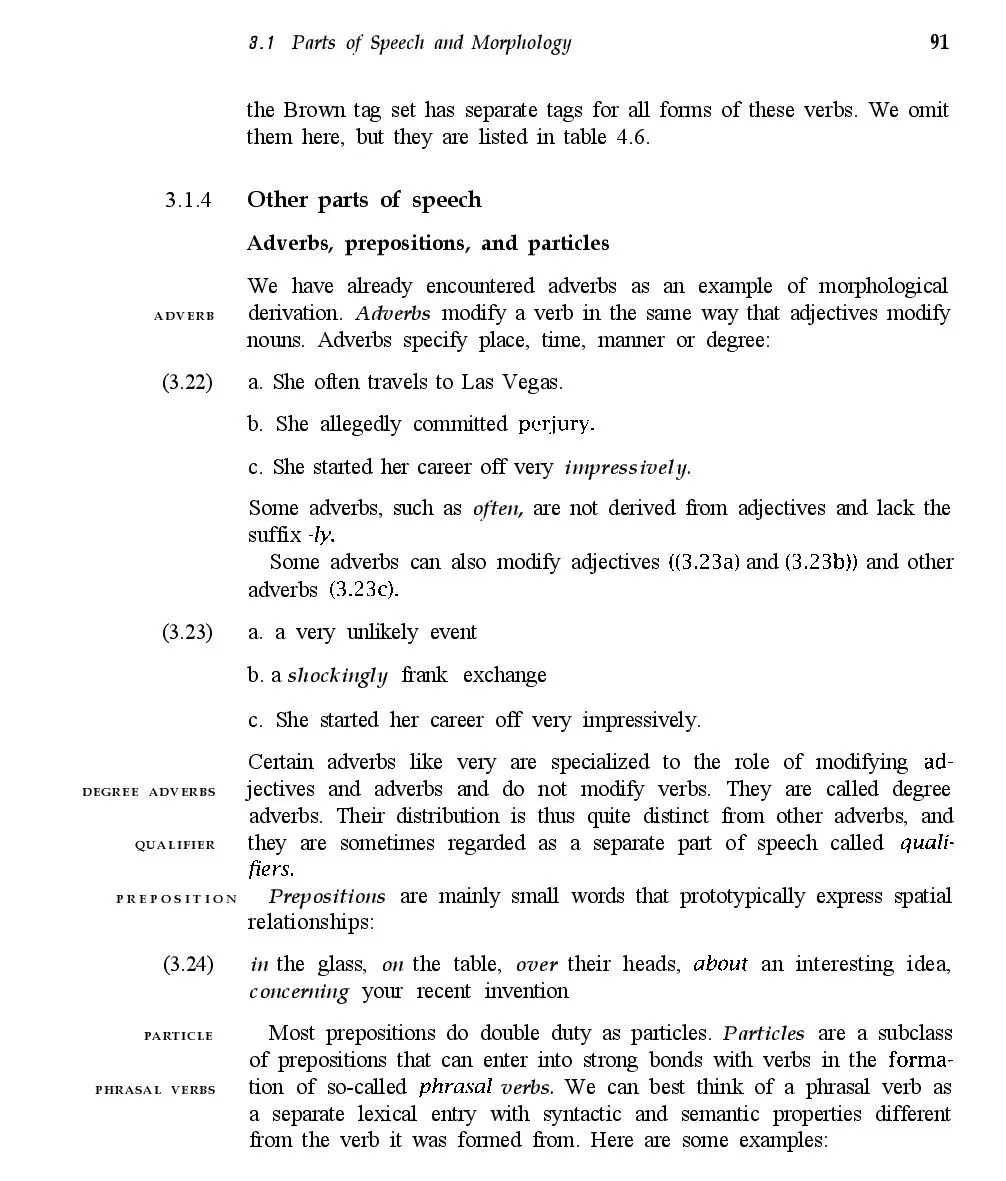 3.1 Parts of Speech and Morphology 91
the Brown tag set has separate tags for all forms of these verbs. We omit
them here, but they are listed in table 4.6.
3.1.4 Other parts of speech
Adverbs, prepositions, and particles
We have already encountered adverbs as an example of morphological
ADVERB derivation. Adverbs modify a verb in the same way that adjectives modify
nouns. Adverbs specify place, time, manner or degree:
(3.22) a. She often travels to Las Vegas.
b. She allegedly committed perjury.
c. She started her career off very impressively.
Some adverbs, such as often, are not derived from adjectives and lack the
suffix -ly.
Some adverbs can also modify adjectives ((3.23a) and (3.23b)) and other
adverbs (3.23c).
(3.23) a. a very unlikely event
b. a shockingly frank exchange
c. She started her career off very impressively.
Certain adverbs like very are specialized to the role of modifying ad-
DEGREE ADVERBS jectives and adverbs and do not modify verbs. They are called degree
adverbs. Their distribution is thus quite distinct from other adverbs, and
QUALIFIER they are sometimes regarded as a separate part of speech called quali-
fiers.
PREPOSITION Prepositions are mainly small words that prototypically express spatial
relationships:
(3.24) in the glass, on the table, over their heads, about an interesting idea,
concerning your recent invention
PARTICLE Most prepositions do double duty as particles. Particles are a subclass
of prepositions that can enter into strong bonds with verbs in the forma-
PHRASAL VERBS tion of so-called phrasal verbs. We can best think of a phrasal verb as
a separate lexical entry with syntactic and semantic properties different
from the verb it was formed from. Here are some examples: